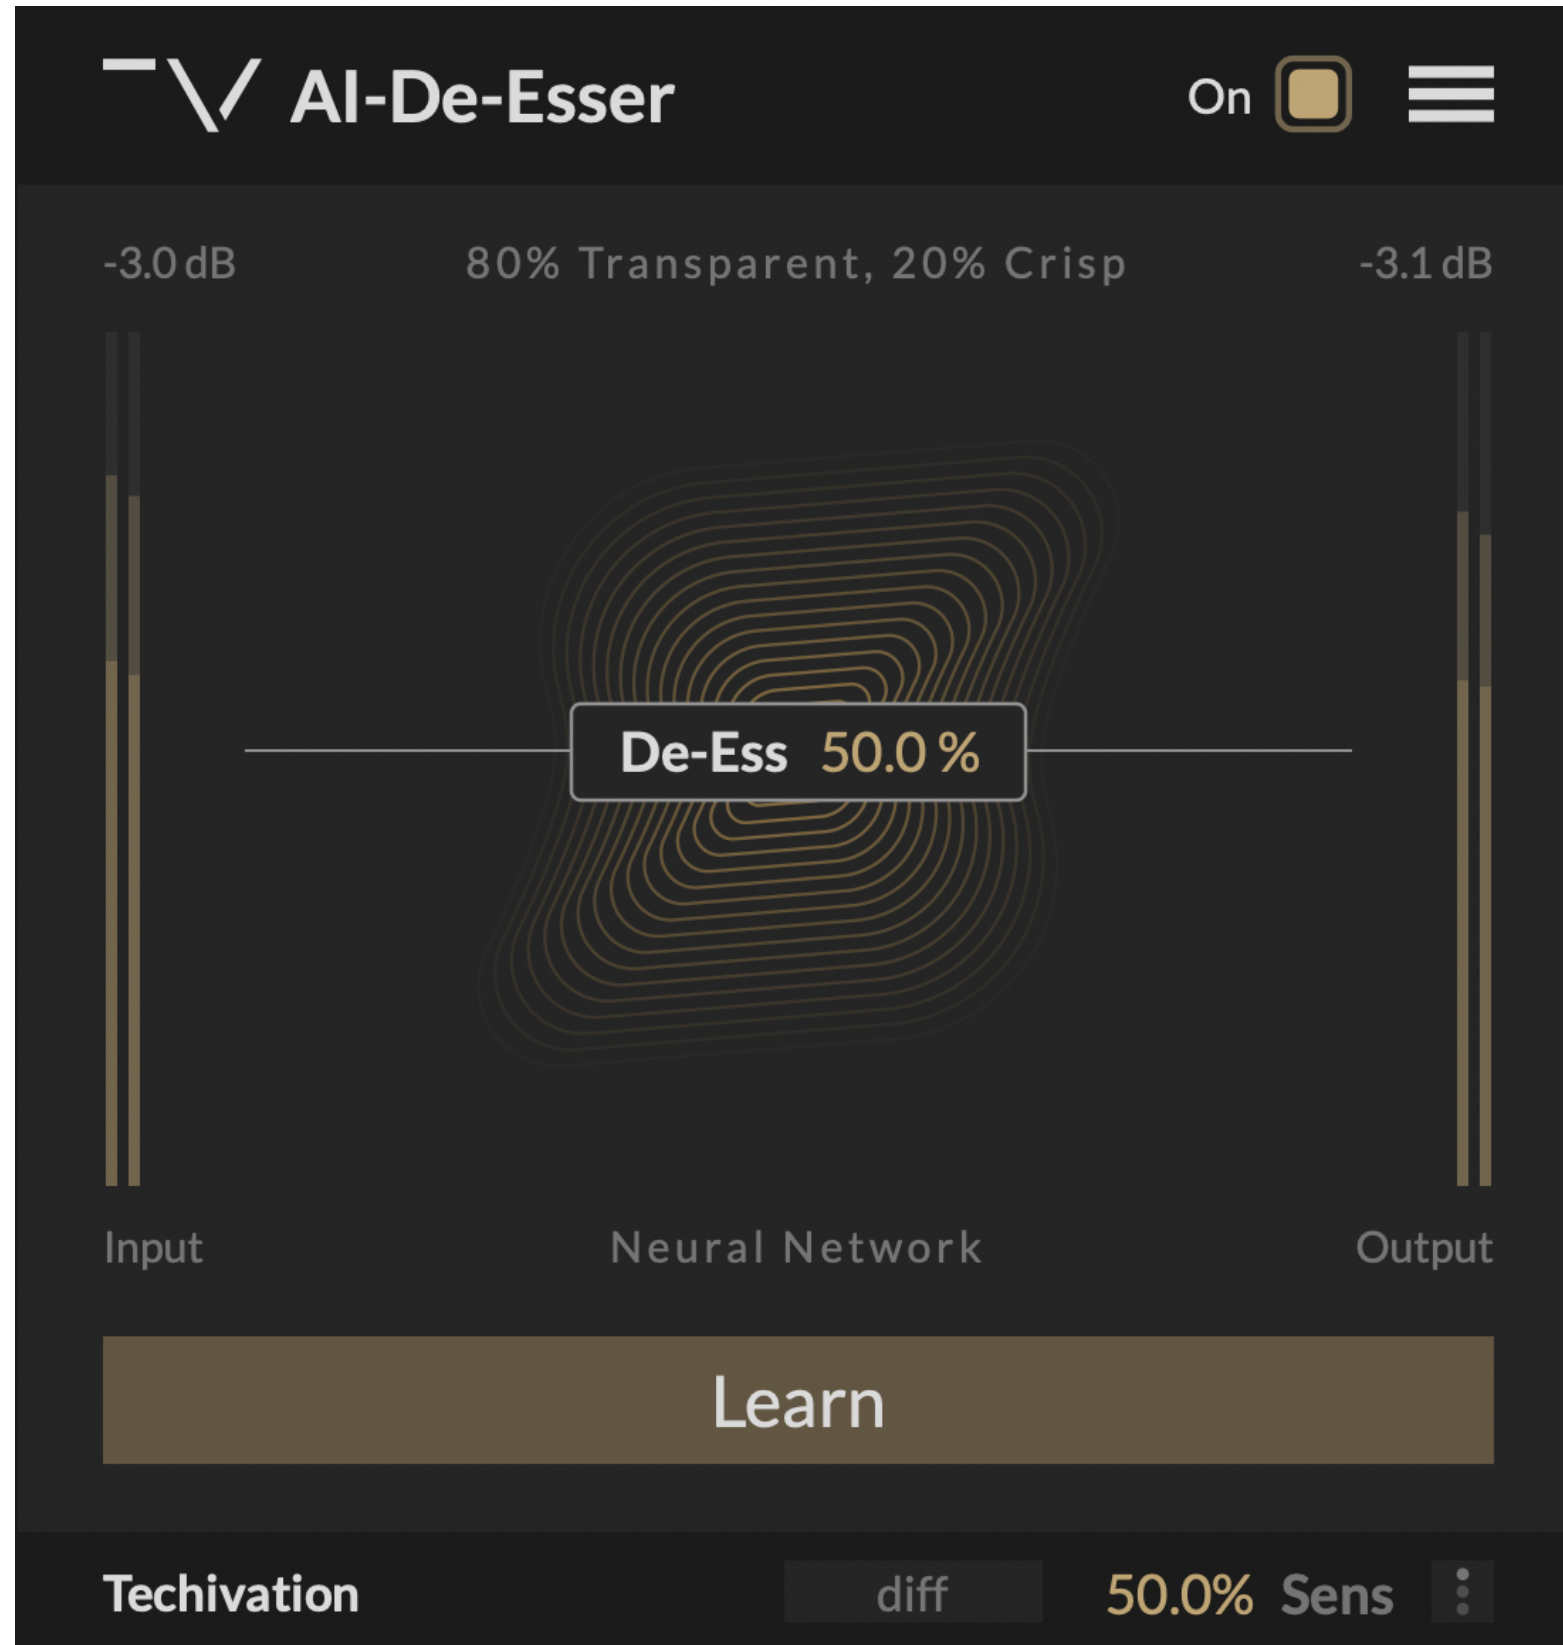 AI-De-Esser On
-3.0 dB 80% Transparent, 20% Crisp -3.1 dB
De-Ess 50.0 %
Input Neural Network Output
Learn
Techivation diff 50.0% Sens